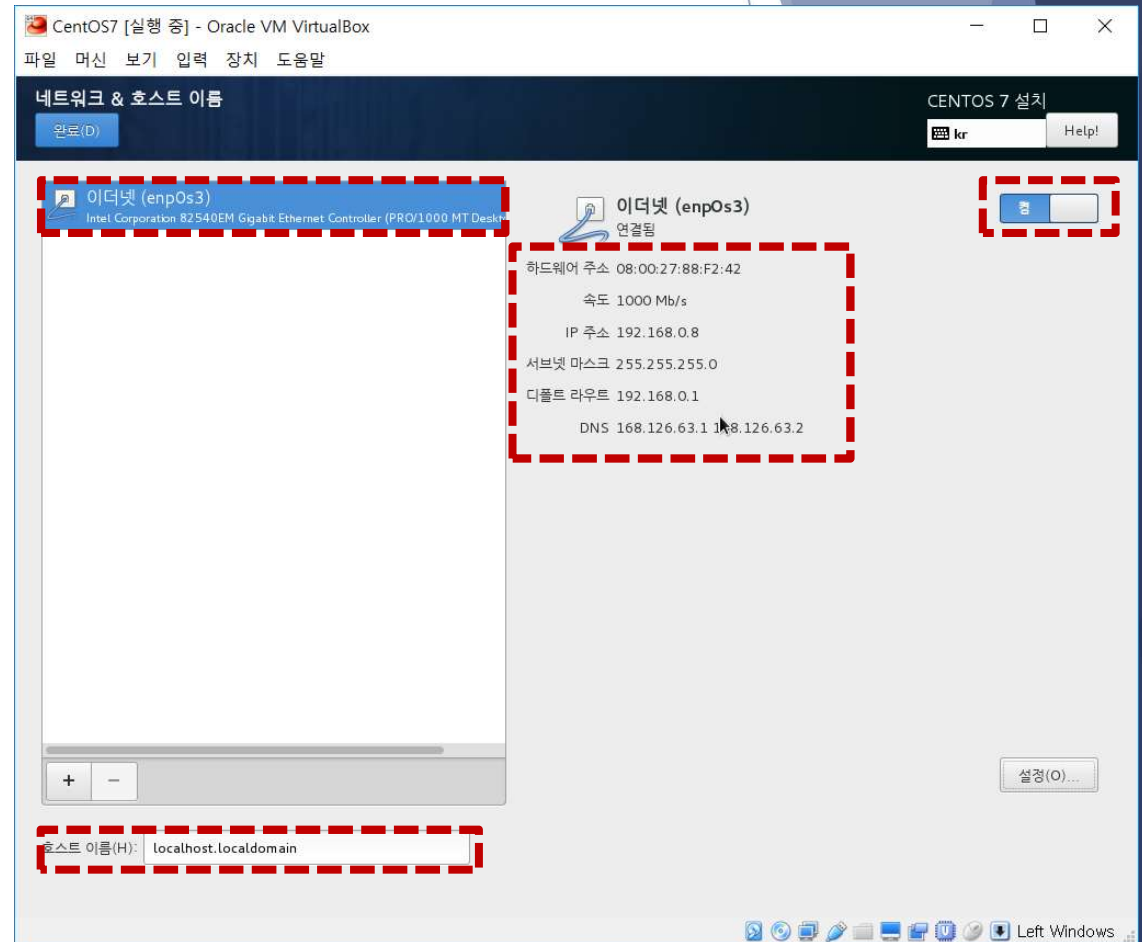 CentOS7 [실행 중] - Oracle VM VirtualBox
파일 머신 보기 입력 장치 도움말
네트워크 & 호스트 이름
CENTOS 7 설치
완료(D)
kr
Help!
이더넷 (enp0s3)
Intel Corporation 82540EM Gigabit Ethernet Controller (PRO/1000 MT Deskt
이더넷 (enp0s3)
연결됨
켬
하드웨어 주소 08:00:27:88:F2:42
속도 1000 Mb/s
IP 주소 192.168.0.8
서브넷 마스크 255.255.255.0
디폴트 라우트 192.168.0.1
DNS 168.126.63.1 168.126.63.2
설정(O)...
호스트 이름(H): localhost.localdomain
Left Windows